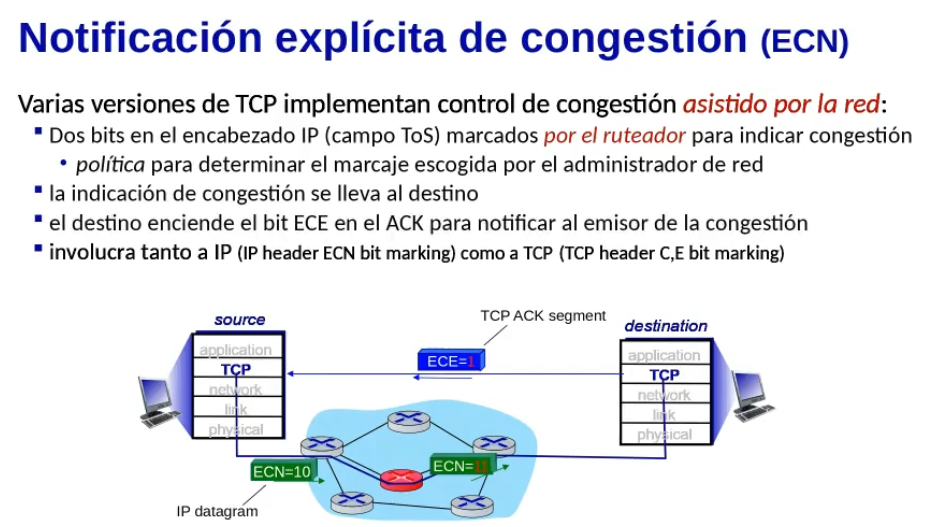 Notificación explícita de congestión (ECN)
Varias versiones de TCP implementan control de congestión asistido por la red:
▪ Dos bits en el encabezado IP (campo ToS) marcados por el ruteador para indicar congestión
• política para determinar el marcaje escogida por el administrador de red
▪ la indicación de congestión se lleva al destino
▪ el destino enciende el bit ECE en el ACK para notificar al emisor de la congestión
▪ involucra tanto a IP (IP header ECN bit marking) como a TCP (TCP header C,E bit marking)
source
application
TCP
network
link
physical
TCP ACK segment
ECE=1
destination
application
TCP
network
link
physical
ECN=10
ECN=11
IP datagram